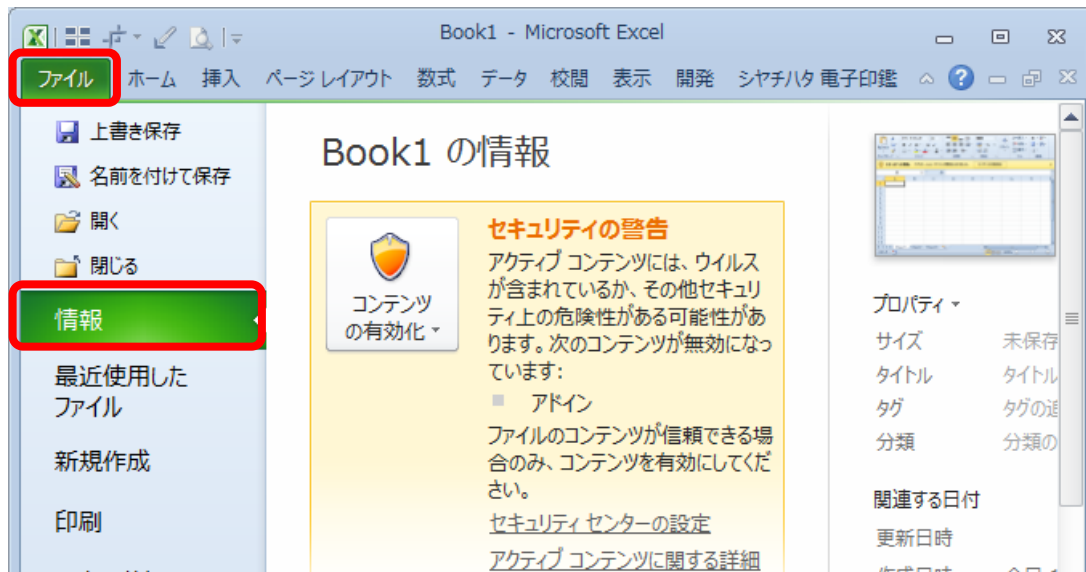 Book1 - Microsoft Excel
ファイル ホーム 挿入 ページ レイアウト 数式 データ 校閲 表示 開発 シヤチハタ 電子印鑑
上書き保存
名前を付けて保存
開く
閉じる
情報
最近使用した
ファイル
新規作成
印刷
Book1 の情報
コンテンツ
の有効化
セキュリティの警告
アクティブ コンテンツには、ウイルス
が含まれているか、その他セキュリ
ティ上の危険性がある可能性があ
ります。次のコンテンツが無効になっ
ています:
アドイン
ファイルのコンテンツが信頼できる場
合のみ、コンテンツを有効にしてくだ
さい。
セキュリティ センターの設定
アクティブ コンテンツに関する詳細
プロパティ
サイズ 未保存
タイトル タイトル
タグ タグの追
分類 分類の
関連する日付
更新日時